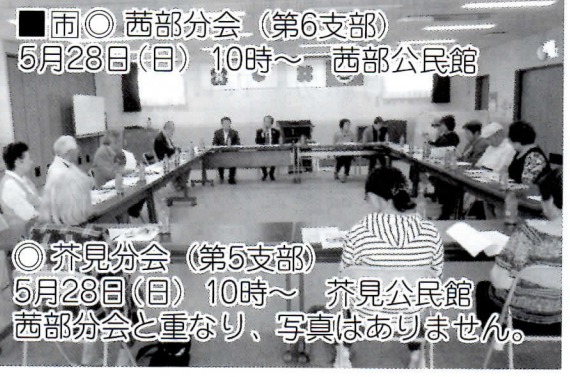 ■市◎ 茜部分会（第6支部）
5月28日（日） 10時～　茜部公民館
◎ 芥見分会（第5支部）
5月28日（日） 10時～　芥見公民館
茜部分会と重なり、写真はありません。